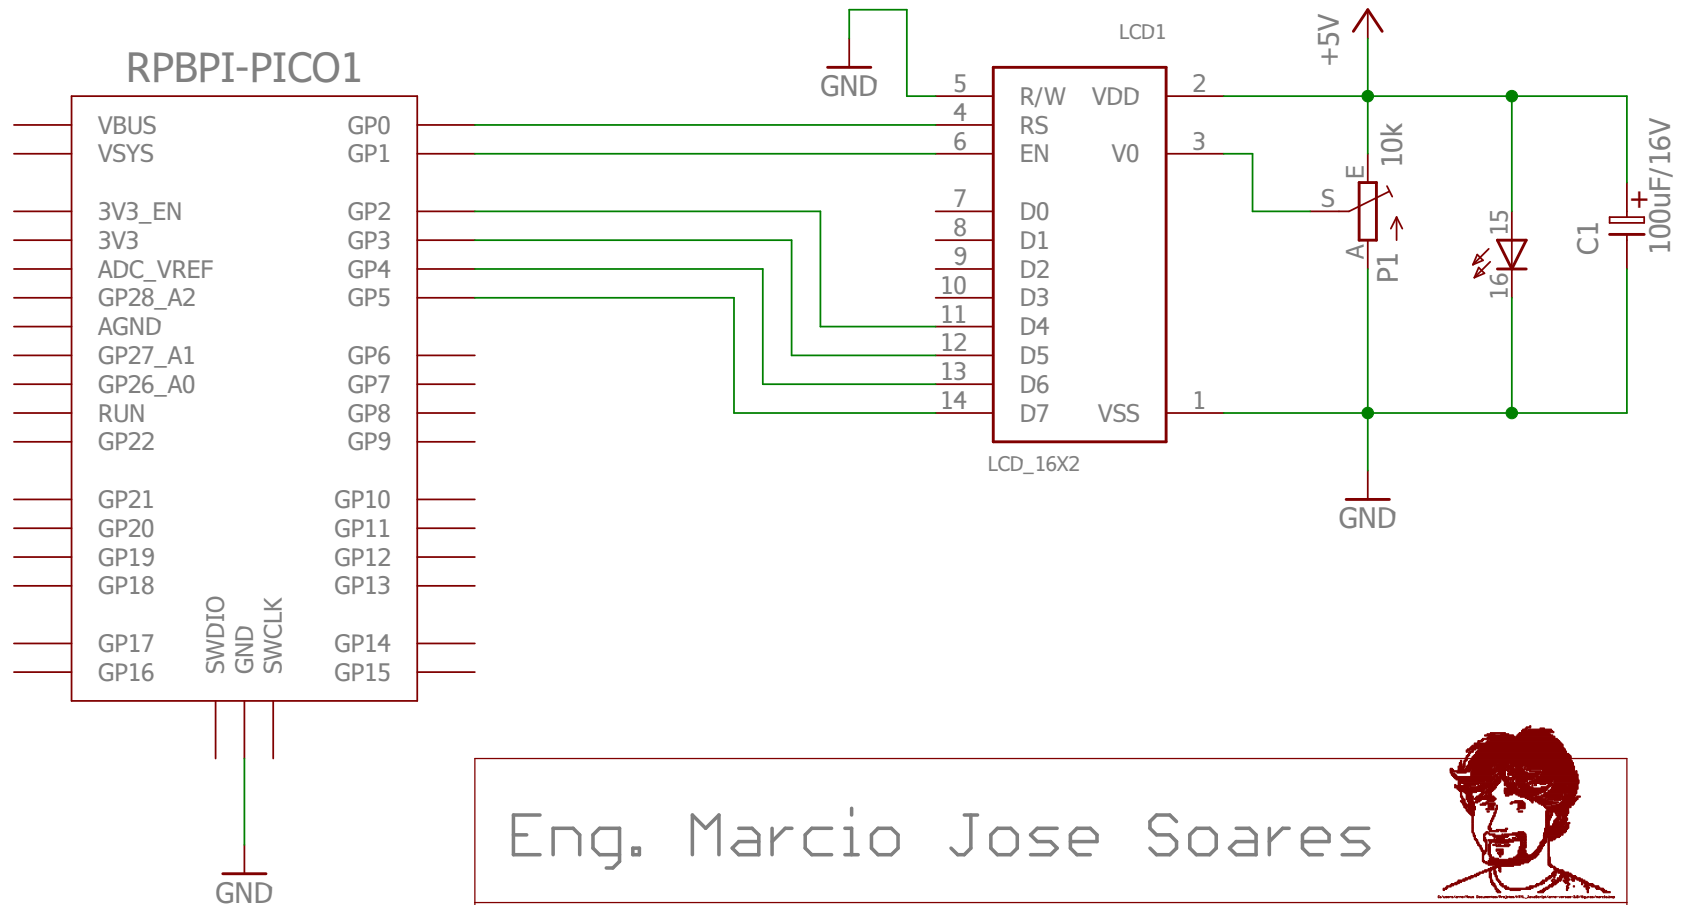 RPBPI-PICO1
VBUS GP0
VSYS GP1
3V3_EN GP2
3V3 GP3
ADC_VREF GP4
GP28_A2 GP5
AGND
GP27_A1 GP6
GP26_A0 GP7
RUN GP8
GP22 GP9
GP21 GP10
GP20 GP11
GP19 GP12
GP18 GP13
GP17 GP14
GP16 GP15
SWDIO
GND
SWCLK
GND
GND
LCD1
5 R/W VDD 2
4 RS
6 EN V0 3
7 D0
8 D1
9 D2
10 D3
11 D4
12 D5
13 D6
14 D7 VSS 1
LCD_16X2
+5V
10k
E
S
A
P1
15
16
C1
+
100uF/16V
GND
Eng. Marcio Jose Soares